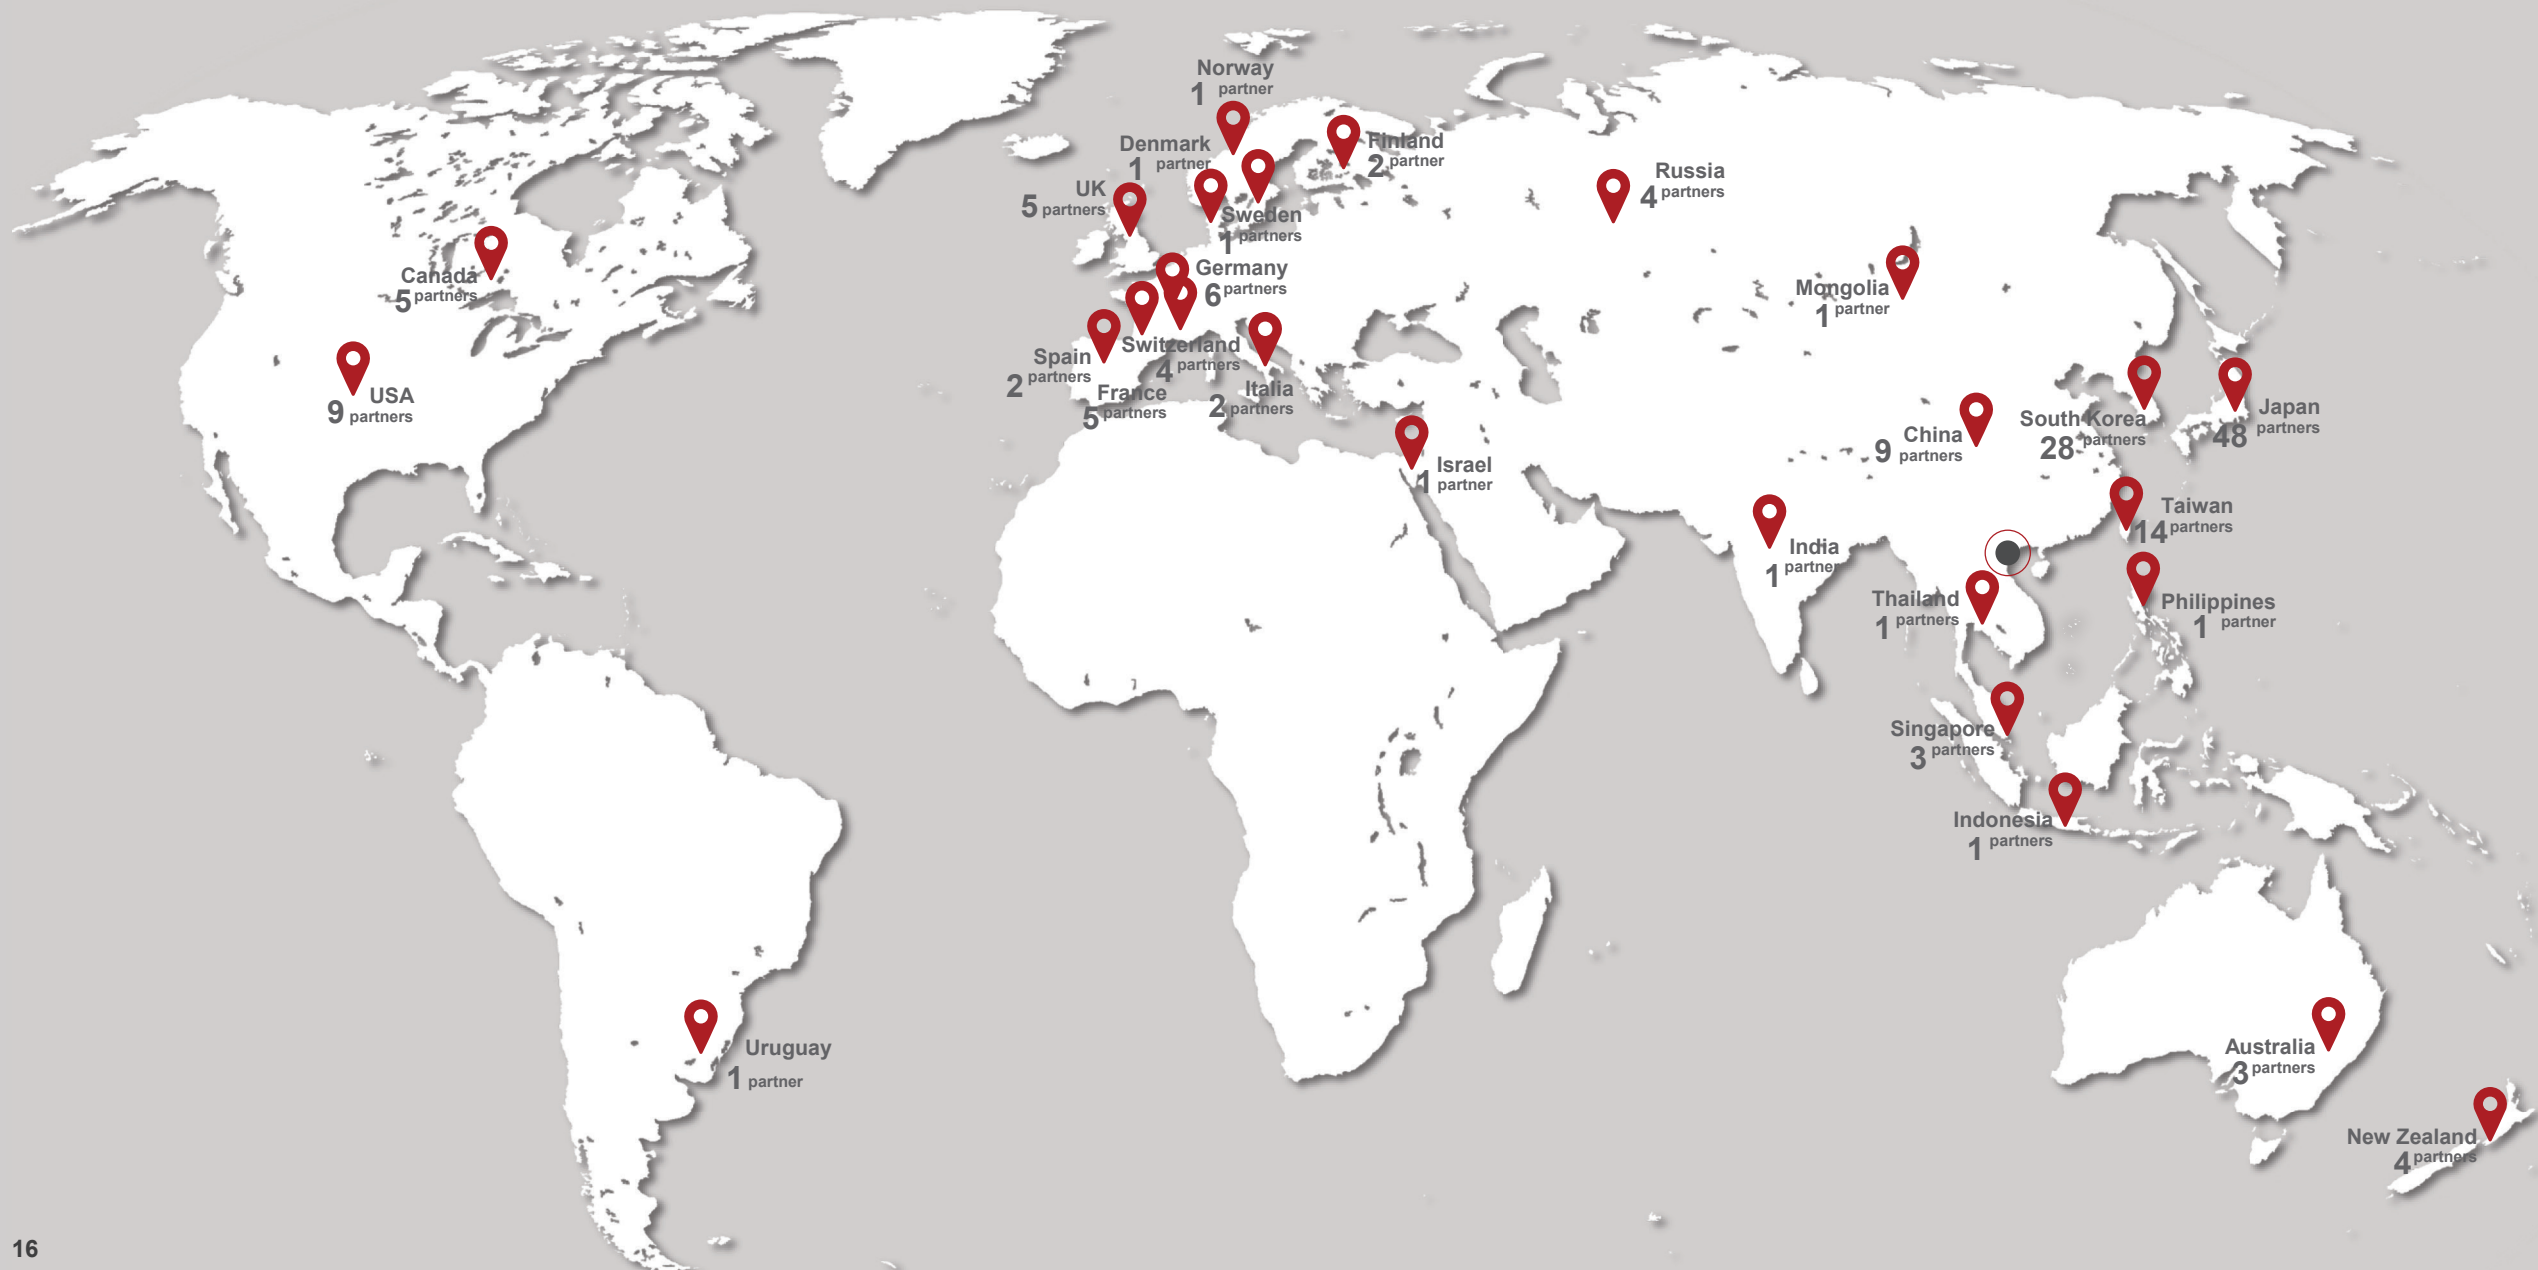 Norway
1 partner
Denmark
1 partner
Finland
2 partner
UK
5 partners
Sweden
1 partners
Russia
4 partners
Canada
5 partners
Germany
6 partners
Mongolia
1 partner
Spain
2 partners
Switzerland
4 partners
France
5 partners
Italia
2 partners
USA
9 partners
Israel
1 partner
China
9 partners
South Korea
28 partners
Japan
48 partners
Taiwan
14 partners
India
1 partner
Thailand
1 partners
Philippines
1 partner
Singapore
3 partners
Indonesia
1 partners
Uruguay
1 partner
Australia
3 partners
New Zealand
4 partners
16